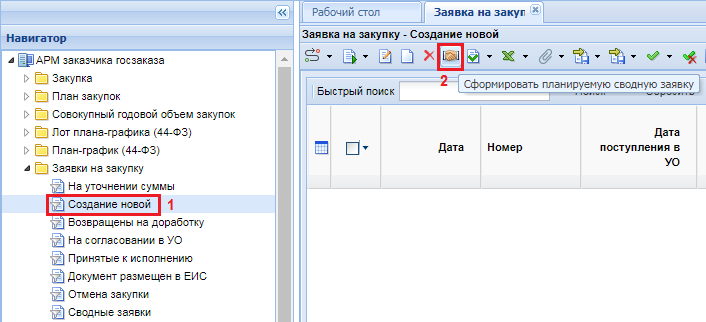 Рабочий стол
Заявка на закуп
Навигатор
Заявка на закупку - Создание новой
АРМ заказчика госзаказа
Закупка
План закупок
Совокупный годовой объем закупок
Лот плана-графика (44-ФЗ)
План-график (44-ФЗ)
Заявки на закупку
На уточнении суммы
Создание новой
1
Возвращены на доработку
На согласовании в УО
Принятые к исполнению
Документ размещен в ЕИС
Отмена закупки
Сводные заявки
2
Сформировать планируемую сводную заявку
Быстрый поиск
Дата
Номер
Дата
поступления в
УО